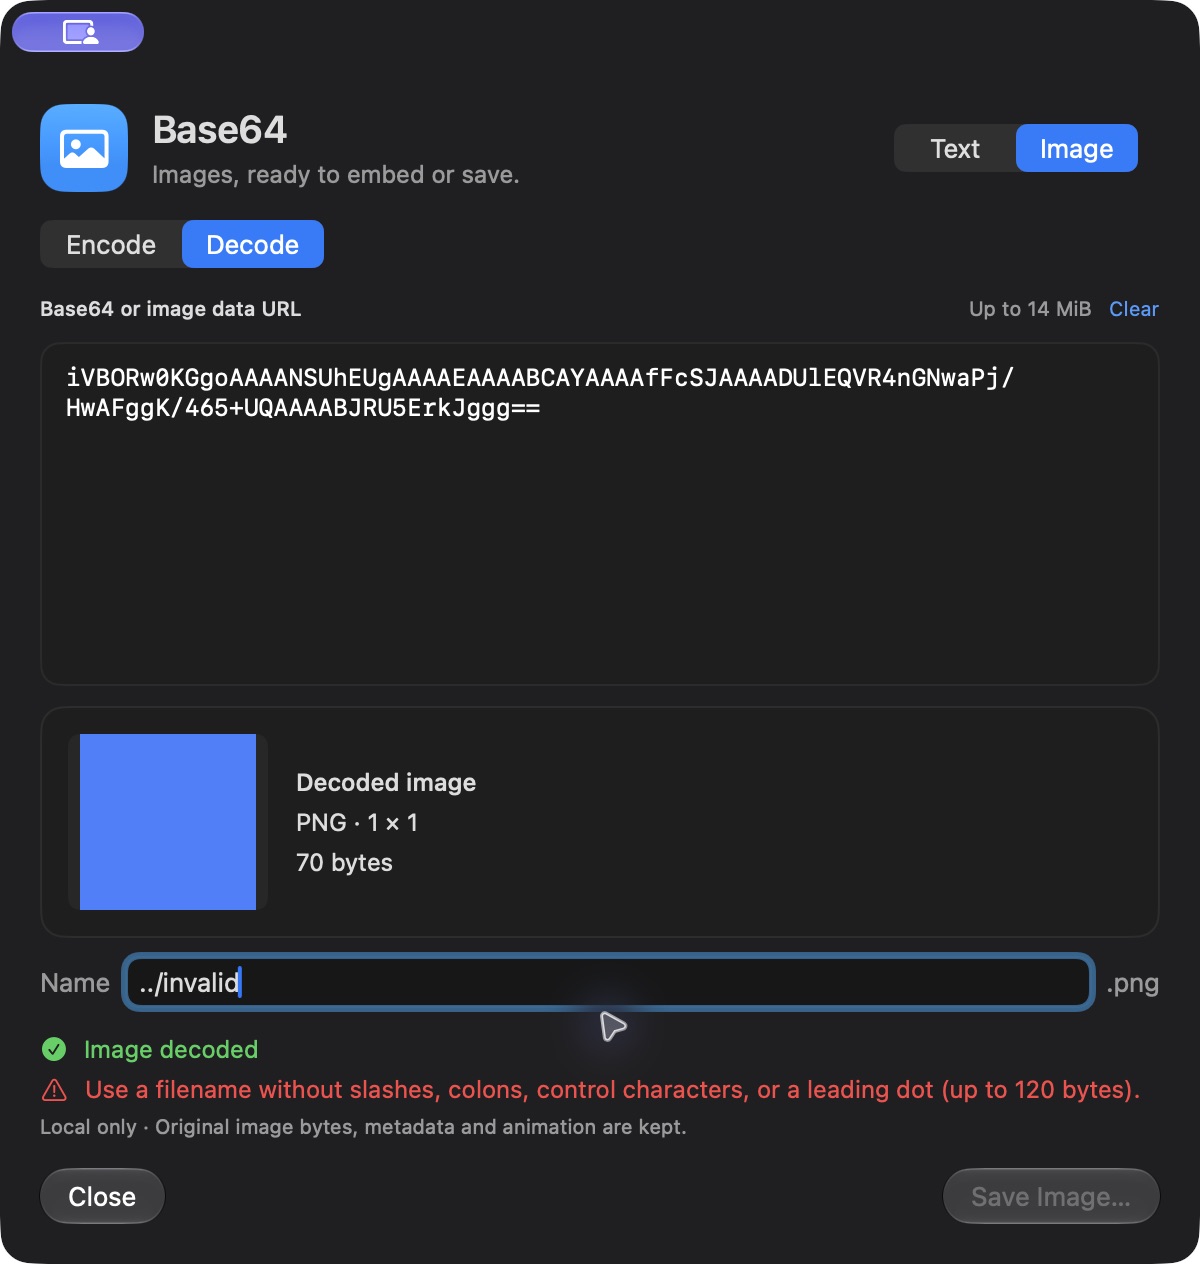 Base64
Images, ready to embed or save.
Text
Image
Encode
Decode
Base64 or image data URL
Up to 14 MiB
Clear
iVBORw0KGgoAAAANSUhEUgAAAAEAAAABCAYAAAAfFcSJAAAADUlEQVR4nGNwaPj/
HwAFggK/465+UQAAAABJRU5ErkJggg==
Decoded image
PNG · 1 × 1
70 bytes
Name
../invalid
.png
Image decoded
Use a filename without slashes, colons, control characters, or a leading dot (up to 120 bytes).
Local only · Original image bytes, metadata and animation are kept.
Close
Save Image...